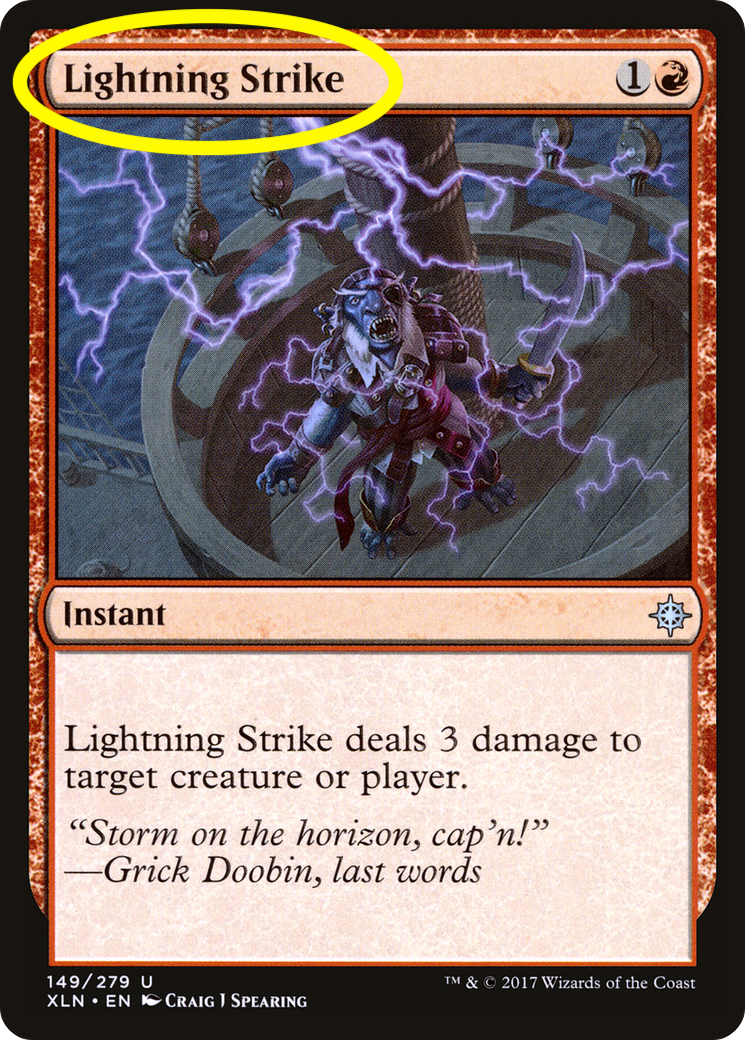 Lightning Strike 1
Instant
Lightning Strike deals 3 damage to
target creature or player.
“Storm on the horizon, cap’n!”
—Grick Doobin, last words
149/279 U
™ & © 2017 Wizards of the Coast
XLN • EN Craig J Spearing